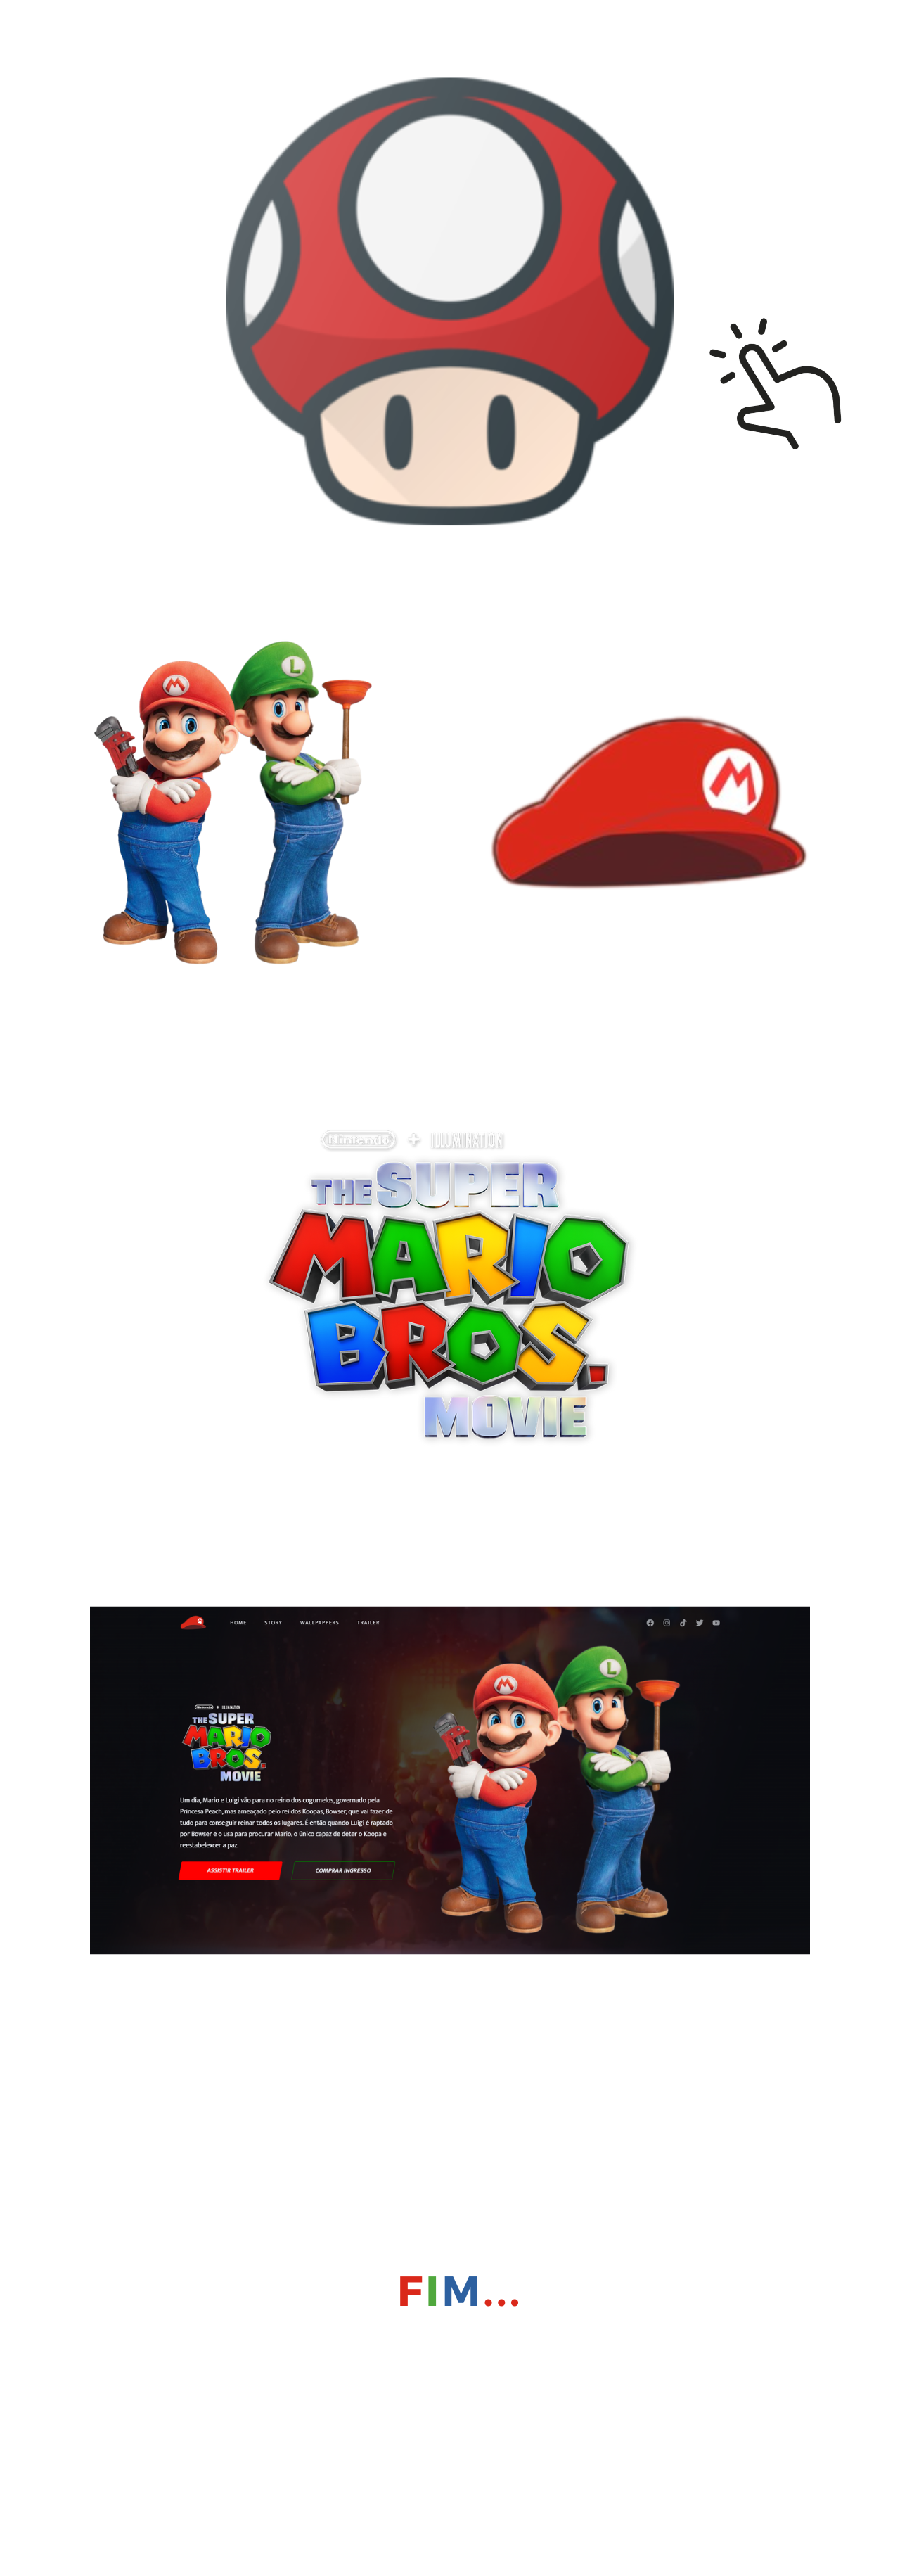 M
L
M
Nintendo + ILLUMINATION
THE SUPER
MARIO
BROS.
MOVIE
HOME STORY WALLPAPPERS TRAILER
M
L
Nintendo + ILLUMINATION
THE SUPER
MARIO
BROS.
MOVIE
Um dia, Mario e Luigi vão para no reino dos cogumelos, governado pela
Princesa Peach, mas ameaçado pelo rei dos Koopas, Bowser, que vai fazer de
tudo para conseguir reinar todos os lugares. É então quando Luigi é raptado
por Bowser e o usa para procurar Mario, o único capaz de deter o Koopa e
reestabelexcer a paz.
ASSISTIR TRAILER COMPRAR INGRESSO
FIM...